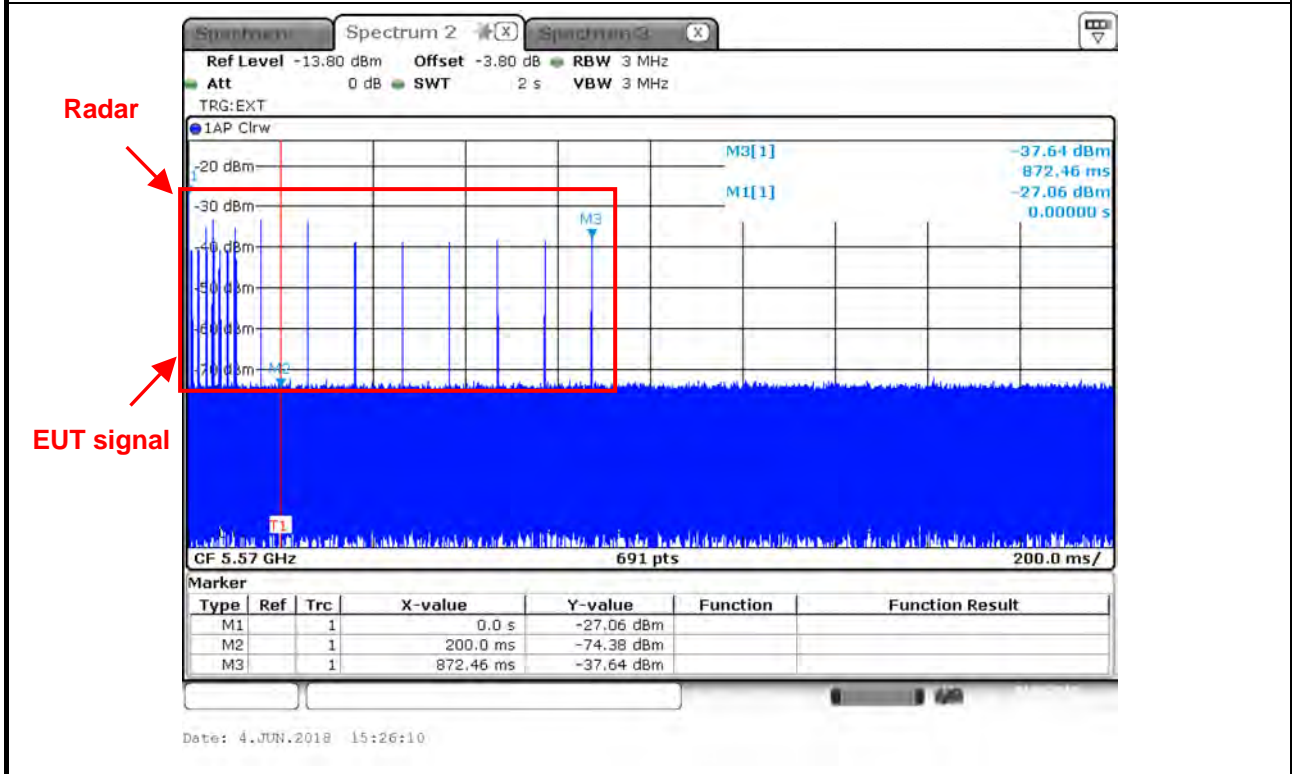 Spectrum Spectrum 2 X Spectrum 3 X
Ref Level -13.80 dBm Offset -3.80 dB RBW 3 MHz
Att 0 dB SWT 2 s VBW 3 MHz
TRG:EXT
Radar
1AP Clrw
M3[1] -37.64 dBm
872.46 ms
M1[1] -27.06 dBm
0.00000 s
-20 dBm
-30 dBm
M3
-40 dBm
-50 dBm
-60 dBm
-70 dBm
M2
EUT signal
T1
CF 5.57 GHz 691 pts 200.0 ms/
Marker
Type Ref Trc X-value Y-value Function Function Result
M1 1 0.0 s -27.06 dBm
M2 1 200.0 ms -74.38 dBm
M3 1 872.46 ms -37.64 dBm
Date: 4.JUN.2018 15:26:10